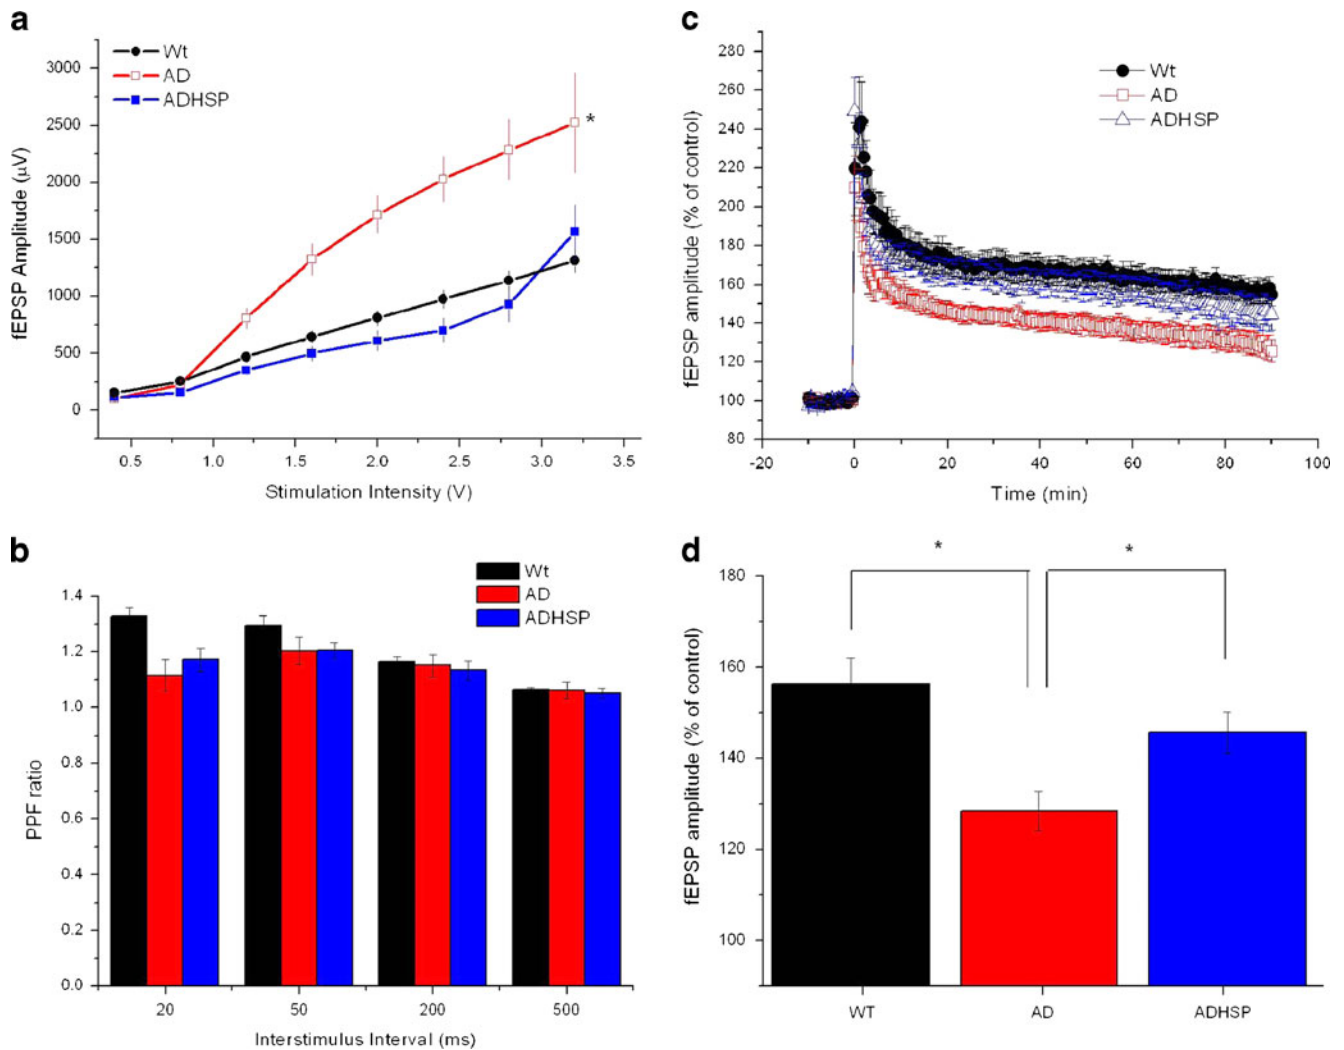 a
Wt
AD
ADHSP
fEPSP Amplitude (µV)
3000
2500
2000
1500
1000
500
0
*
0.5 1.0 1.5 2.0 2.5 3.0 3.5
Stimulation Intensity (V)
c
Wt
AD
ADHSP
fEPSP amplitude (% of control)
280
260
240
220
200
180
160
140
120
100
80
-20 0 20 40 60 80 100
Time (min)
b
Wt
AD
ADHSP
PPF ratio
1.4
1.2
1.0
0.8
0.6
0.4
0.2
0.0
20 50 200 500
Interstimulus Interval (ms)
d
* *
fEPSP amplitude (% of control)
180
160
140
120
100
WT AD ADHSP